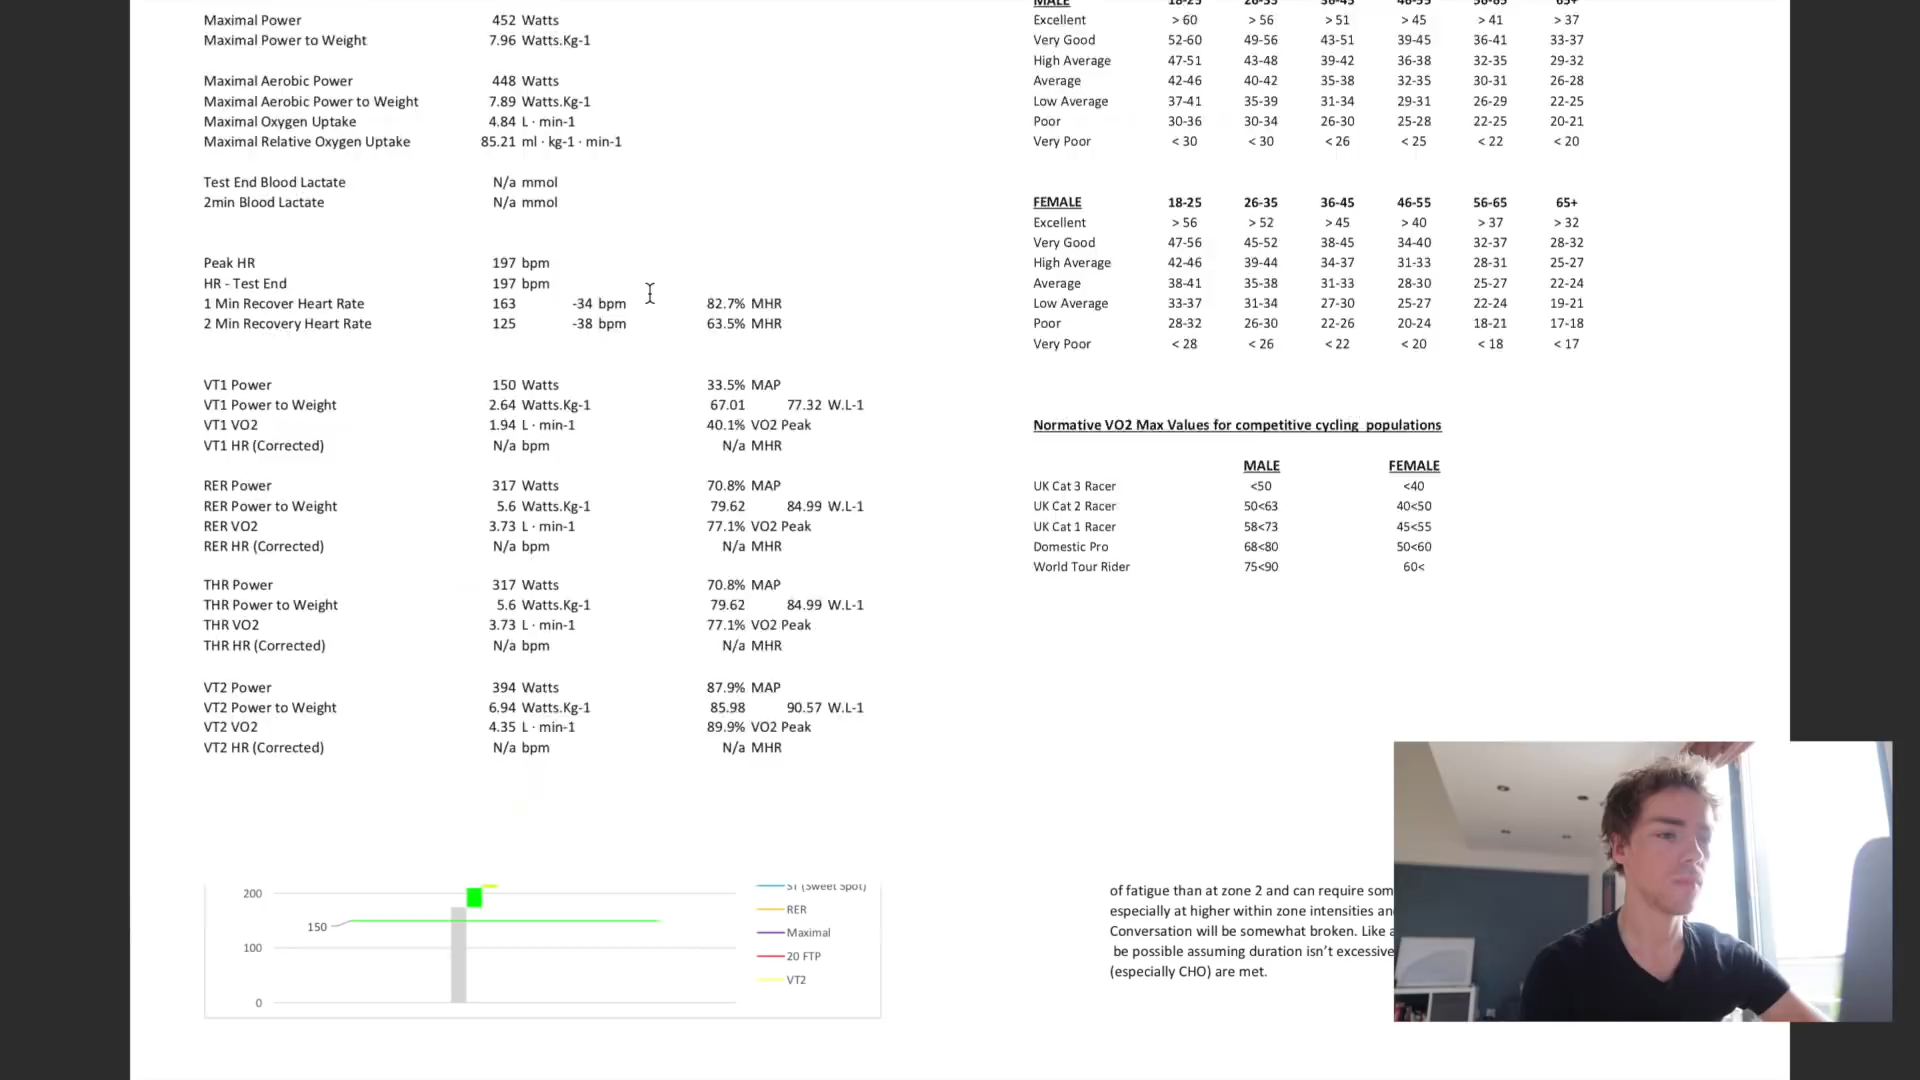 Maximal Power 452 Watts
Maximal Power to Weight 7.96 Watts.Kg-1
Maximal Aerobic Power 448 Watts
Maximal Aerobic Power to Weight 7.89 Watts.Kg-1
Maximal Oxygen Uptake 4.84 L · min-1
Maximal Relative Oxygen Uptake 85.21 ml · kg-1 · min-1
Test End Blood Lactate N/a mmol
2min Blood Lactate N/a mmol
Peak HR 197 bpm
HR - Test End 197 bpm
1 Min Recover Heart Rate 163 -34 bpm 82.7% MHR
2 Min Recovery Heart Rate 125 -38 bpm 63.5% MHR
VT1 Power 150 Watts 33.5% MAP
VT1 Power to Weight 2.64 Watts.Kg-1 67.01 77.32 W.L-1
VT1 VO2 1.94 L · min-1 40.1% VO2 Peak
VT1 HR (Corrected) N/a bpm N/a MHR
RER Power 317 Watts 70.8% MAP
RER Power to Weight 5.6 Watts.Kg-1 79.62 84.99 W.L-1
RER VO2 3.73 L · min-1 77.1% VO2 Peak
RER HR (Corrected) N/a bpm N/a MHR
THR Power 317 Watts 70.8% MAP
THR Power to Weight 5.6 Watts.Kg-1 79.62 84.99 W.L-1
THR VO2 3.73 L · min-1 77.1% VO2 Peak
THR HR (Corrected) N/a bpm N/a MHR
VT2 Power 394 Watts 87.9% MAP
VT2 Power to Weight 6.94 Watts.Kg-1 85.98 90.57 W.L-1
VT2 VO2 4.35 L · min-1 89.9% VO2 Peak
VT2 HR (Corrected) N/a bpm N/a MHR
200
150
100
0
ST (Sweet Spot)
RER
Maximal
20 FTP
VT2
MALE 18-25 26-35 36-45 46-55 56-65 65+
Excellent > 60 > 56 > 51 > 45 > 41 > 37
Very Good 52-60 49-56 43-51 39-45 36-41 33-37
High Average 47-51 43-48 39-42 36-38 32-35 29-32
Average 42-46 40-42 35-38 32-35 30-31 26-28
Low Average 37-41 35-39 31-34 29-31 26-29 22-25
Poor 30-36 30-34 26-30 25-28 22-25 20-21
Very Poor < 30 < 30 < 26 < 25 < 22 < 20
FEMALE 18-25 26-35 36-45 46-55 56-65 65+
Excellent > 56 > 52 > 45 > 40 > 37 > 32
Very Good 47-56 45-52 38-45 34-40 32-37 28-32
High Average 42-46 39-44 34-37 31-33 28-31 25-27
Average 38-41 35-38 31-33 28-30 25-27 22-24
Low Average 33-37 31-34 27-30 25-27 22-24 19-21
Poor 28-32 26-30 22-26 20-24 18-21 17-18
Very Poor < 28 < 26 < 22 < 20 < 18 < 17
Normative VO2 Max Values for competitive cycling populations
MALE FEMALE
UK Cat 3 Racer <50 <40
UK Cat 2 Racer 50<63 40<50
UK Cat 1 Racer 58<73 45<55
Domestic Pro 68<80 50<60
World Tour Rider 75<90 60<
of fatigue than at zone 2 and can require som
especially at higher within zone intensities an
Conversation will be somewhat broken. Like a
be possible assuming duration isn't excessive
(especially CHO) are met.